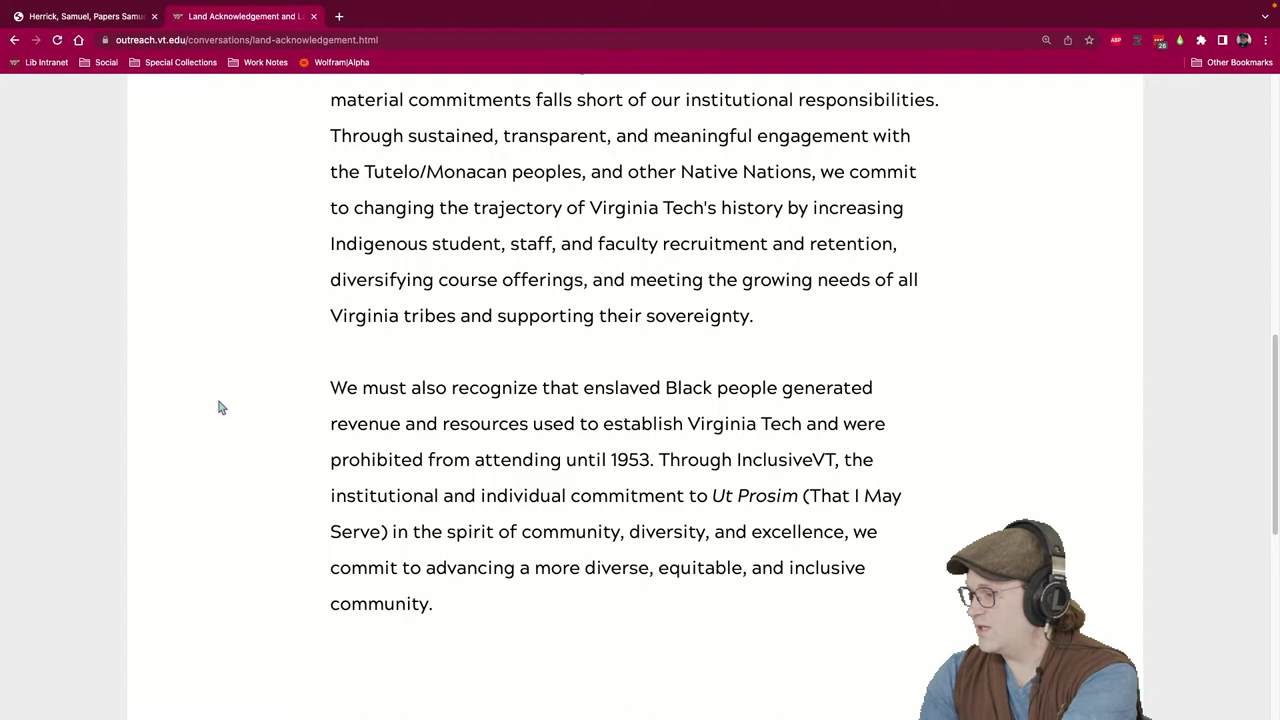 Herrick, Samuel, Papers Samu
Land Acknowledgement and La
outreach.vt.edu/conversations/land-acknowledgement.html
ABP
26
Lib Intranet
Social
Special Collections
Work Notes
Wolfram|Alpha
Other Bookmarks
material commitments falls short of our institutional responsibilities.
Through sustained, transparent, and meaningful engagement with
the Tutelo/Monacan peoples, and other Native Nations, we commit
to changing the trajectory of Virginia Tech's history by increasing
Indigenous student, staff, and faculty recruitment and retention,
diversifying course offerings, and meeting the growing needs of all
Virginia tribes and supporting their sovereignty.
We must also recognize that enslaved Black people generated
revenue and resources used to establish Virginia Tech and were
prohibited from attending until 1953. Through InclusiveVT, the
institutional and individual commitment to Ut Prosim (That I May
Serve) in the spirit of community, diversity, and excellence, we
commit to advancing a more diverse, equitable, and inclusive
community.